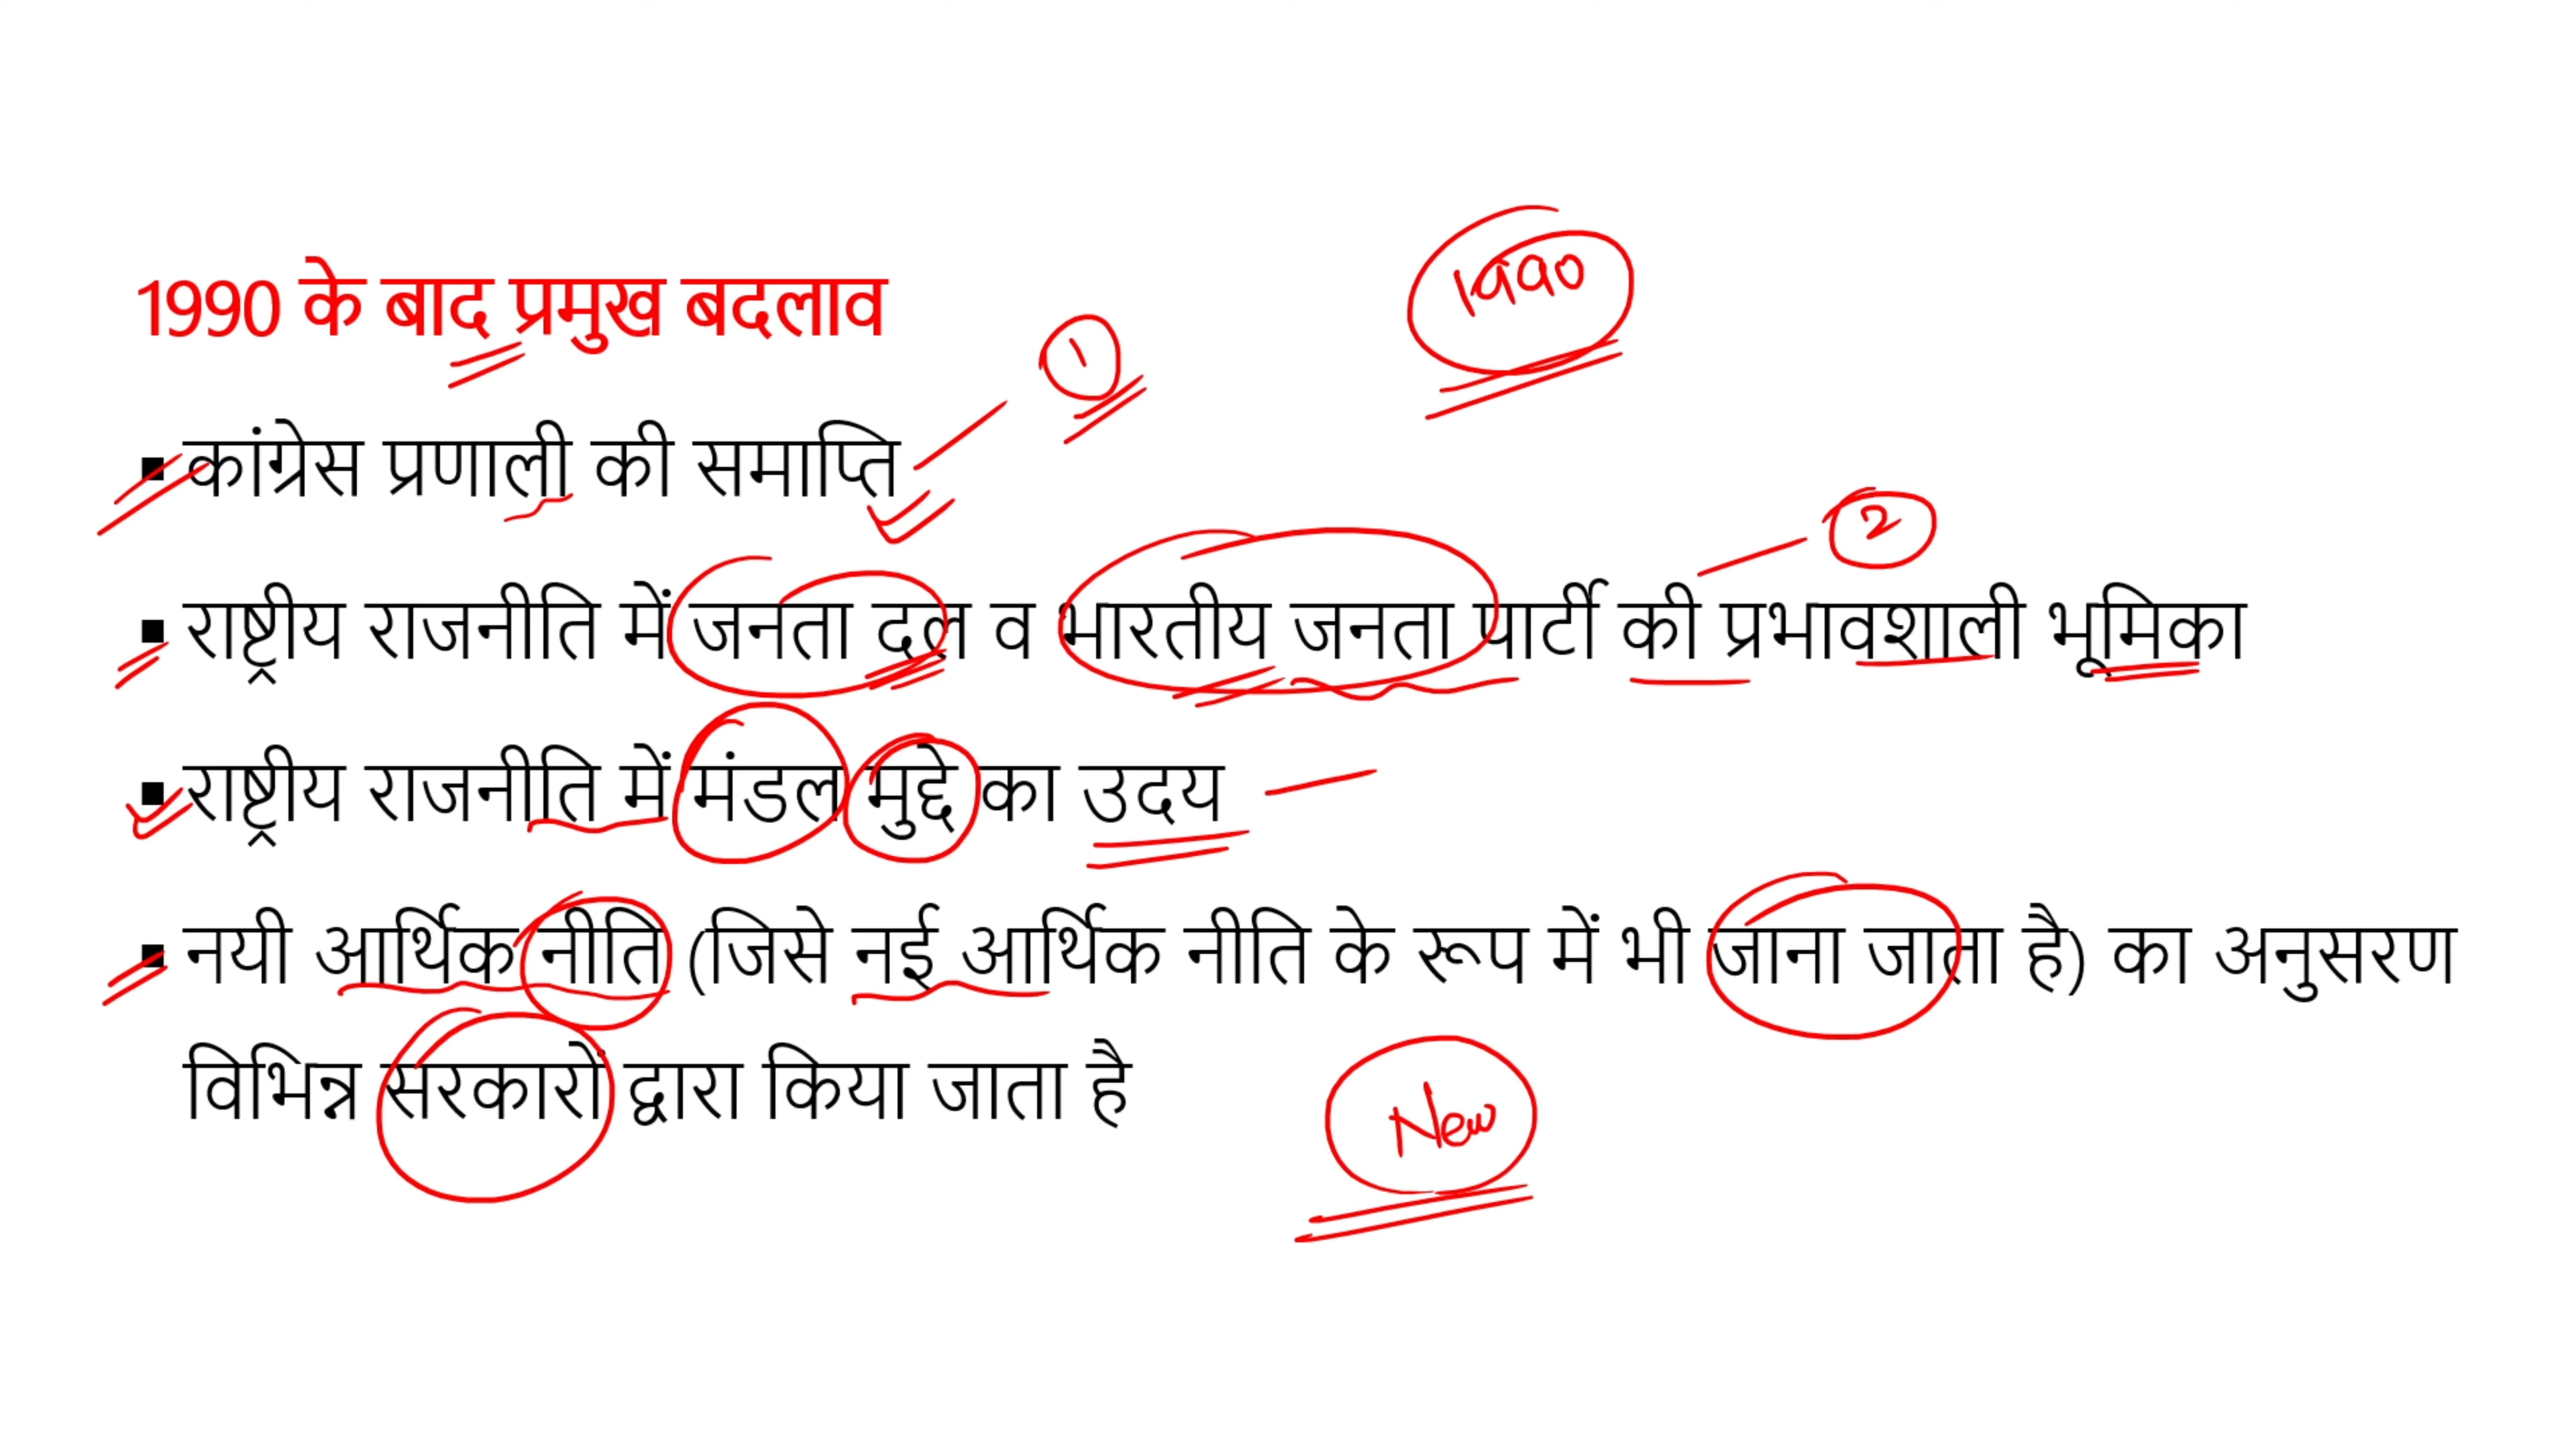 1990
1990 के बाद प्रमुख बदलाव
1
▪ कांग्रेस प्रणाली की समाप्ति
2
▪ राष्ट्रीय राजनीति में जनता दल व भारतीय जनता पार्टी की प्रभावशाली भूमिका
▪ राष्ट्रीय राजनीति में मंडल मुद्दे का उदय
▪ नयी आर्थिक नीति (जिसे नई आर्थिक नीति के रूप में भी जाना जाता है) का अनुसरण
विभिन्न सरकारों द्वारा किया जाता है
New